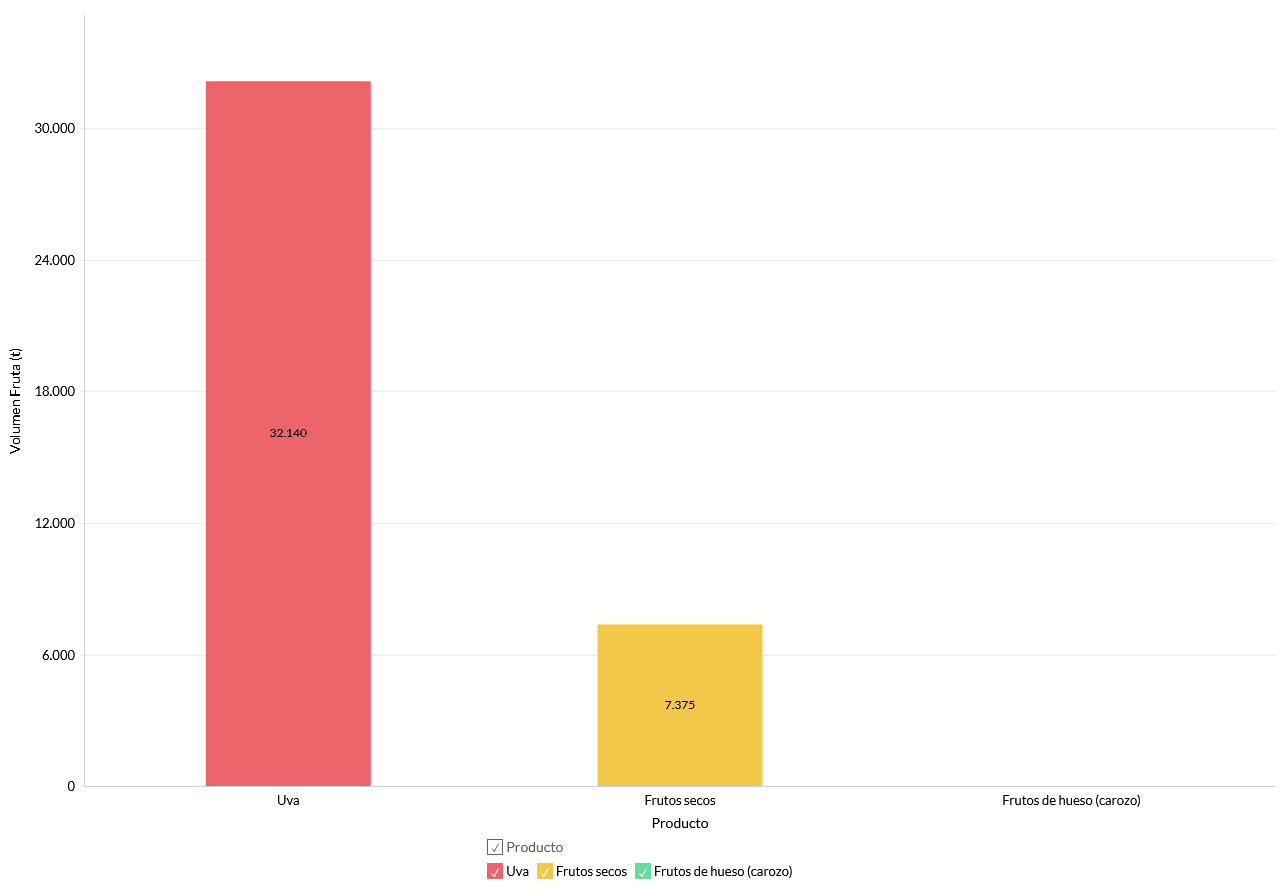 Volumen Fruta (t)
30.000
24.000
18.000
12.000
6.000
0
32.140
7.375
Uva
Frutos secos
Frutos de hueso (carozo)
Producto
Producto
Uva Frutos secos Frutos de hueso (carozo)